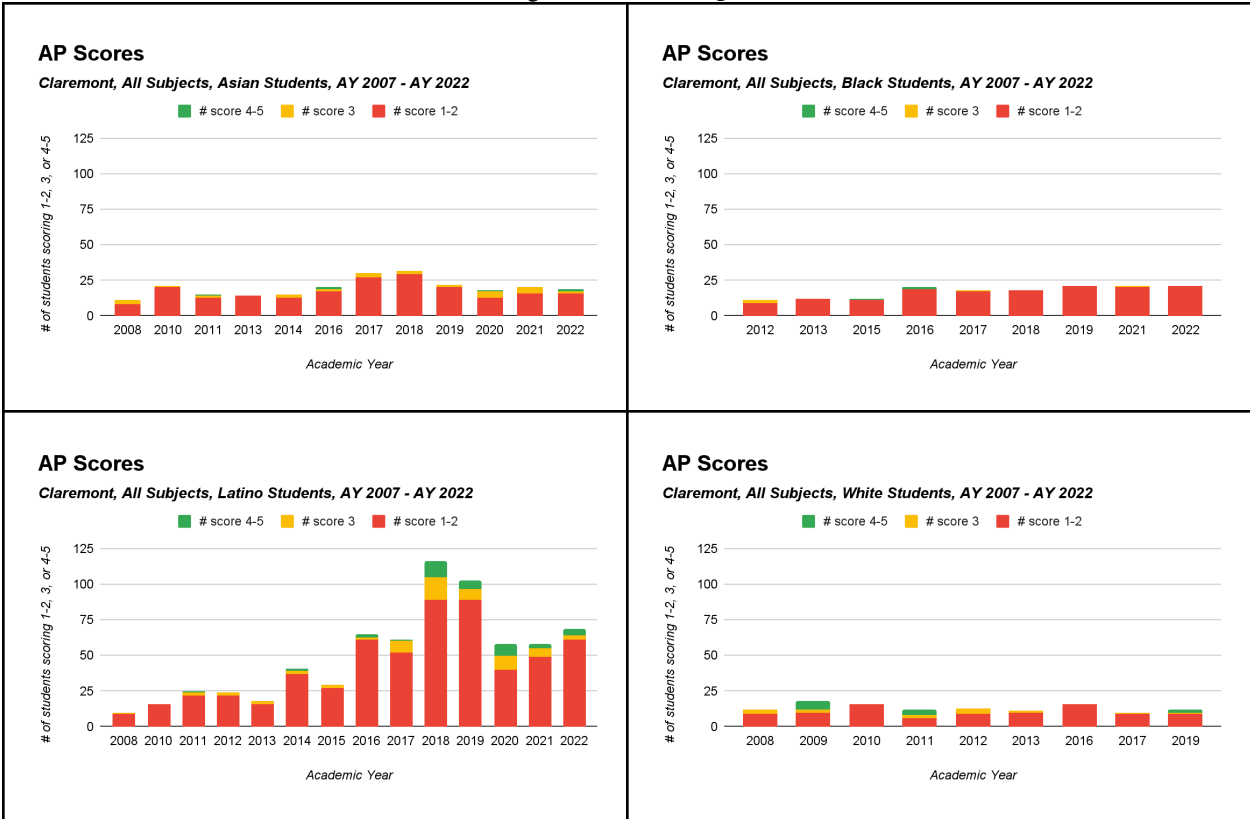 AP Scores
Claremont, All Subjects, Asian Students, AY 2007 - AY 2022
# score 4-5 # score 3 # score 1-2
# of students scoring 1-2, 3, or 4-5
125
100
75
50
25
0
2008 2010 2011 2013 2014 2016 2017 2018 2019 2020 2021 2022
Academic Year
AP Scores
Claremont, All Subjects, Black Students, AY 2007 - AY 2022
# score 4-5 # score 3 # score 1-2
# of students scoring 1-2, 3, or 4-5
125
100
75
50
25
0
2012 2013 2015 2016 2017 2018 2019 2021 2022
Academic Year
AP Scores
Claremont, All Subjects, Latino Students, AY 2007 - AY 2022
# score 4-5 # score 3 # score 1-2
# of students scoring 1-2, 3, or 4-5
125
100
75
50
25
0
2008 2010 2011 2012 2013 2014 2015 2016 2017 2018 2019 2020 2021 2022
Academic Year
AP Scores
Claremont, All Subjects, White Students, AY 2007 - AY 2022
# score 4-5 # score 3 # score 1-2
# of students scoring 1-2, 3, or 4-5
125
100
75
50
25
0
2008 2009 2010 2011 2012 2013 2016 2017 2019
Academic Year